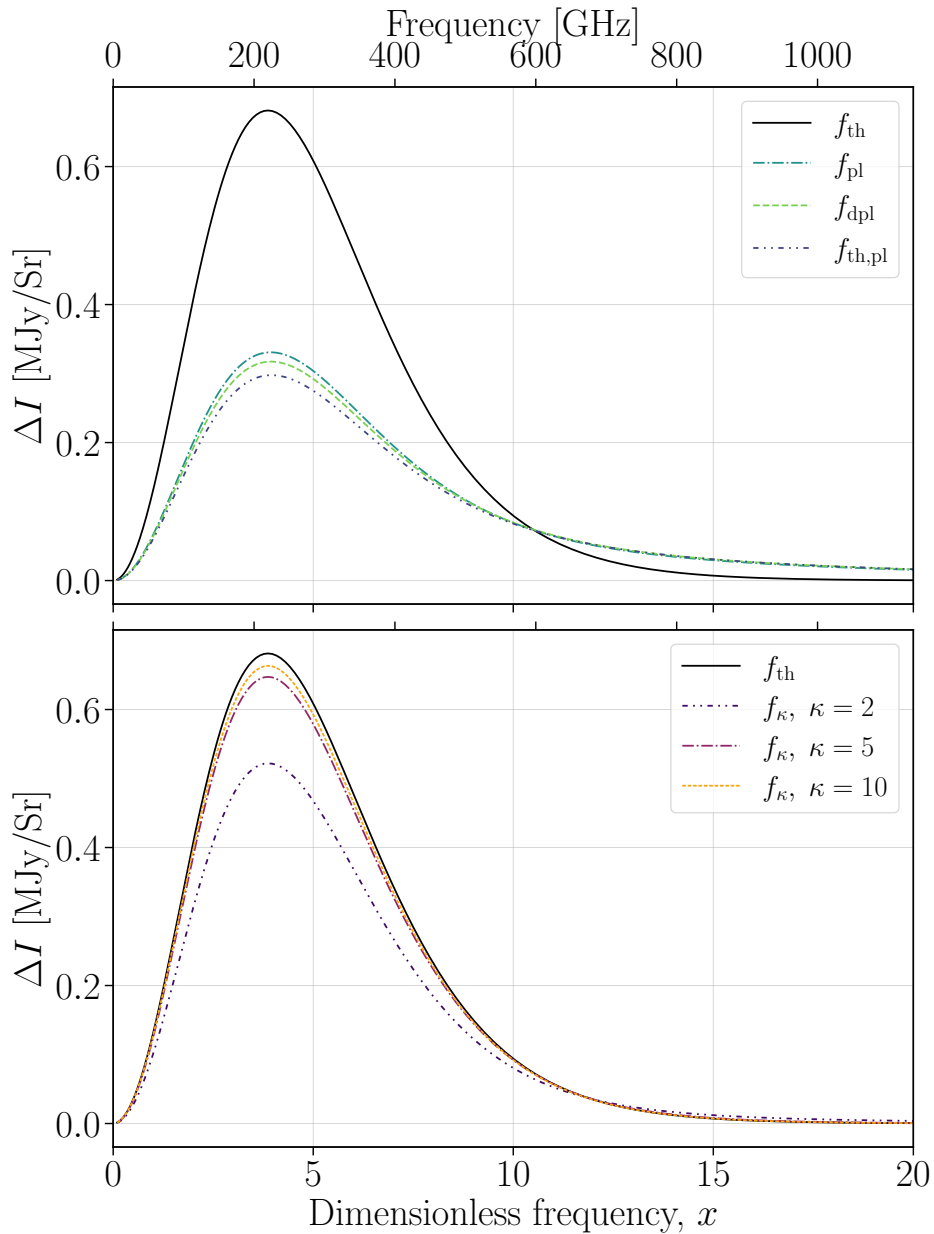 Frequency [GHz]
0 200 400 600 800 1000
ΔI [MJy/Sr]
0.6
0.4
0.2
0.0
f_th
f_pl
f_dpl
f_th,pl
ΔI [MJy/Sr]
0.6
0.4
0.2
0.0
f_th
f_κ, κ = 2
f_κ, κ = 5
f_κ, κ = 10
0 5 10 15 20
Dimensionless frequency, x